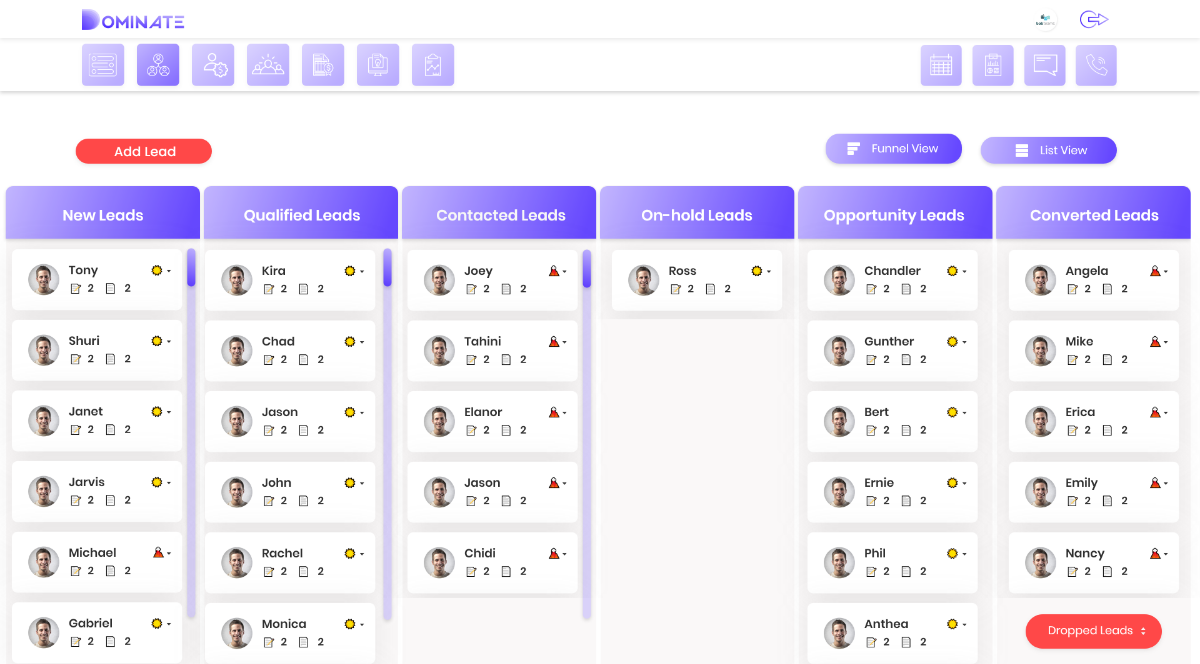 DOMINATE
Add Lead
Funnel View
List View
New Leads
Tony
2 2
Shuri
2 2
Janet
2 2
Jarvis
2 2
Michael
2 2
Gabriel
2 2
Qualified Leads
Kira
2 2
Chad
2 2
Jason
2 2
John
2 2
Rachel
2 2
Monica
2 2
Contacted Leads
Joey
2 2
Tahini
2 2
Elanor
2 2
Jason
2 2
Chidi
2 2
On-hold Leads
Ross
2 2
Opportunity Leads
Chandler
2 2
Gunther
2 2
Bert
2 2
Ernie
2 2
Phil
2 2
Anthea
2 2
Converted Leads
Angela
2 2
Mike
2 2
Erica
2 2
Emily
2 2
Nancy
2 2
Dropped Leads